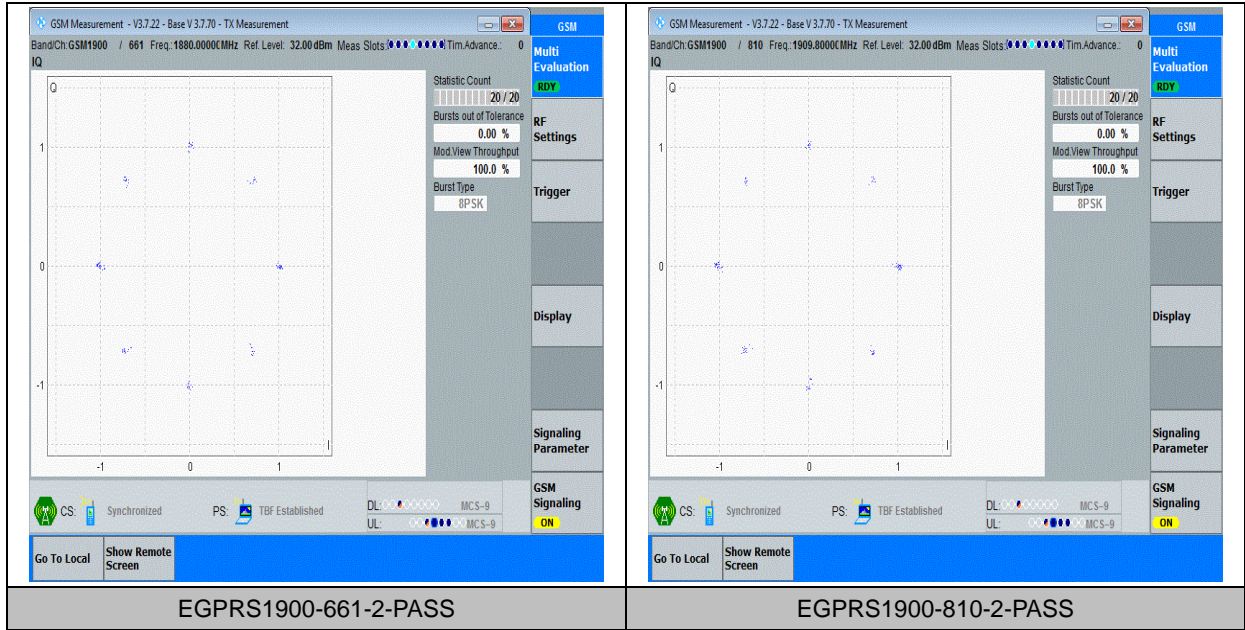 GSM Measurement - V3.7.22 - Base V 3.7.70 - TX Measurement
GSM
Band/Ch:GSM1900 / 661 Freq.:1880.0000(MHz Ref. Level: 32.00 dBm Meas Slots: Tim.Advance.: 0
IQ
Multi
Evaluation
RDY
Q
Statistic Count
20 / 20
Bursts out of Tolerance
0.00 %
RF
Settings
1
Mod.View Throughput
100.0 %
Burst Type
8PSK
Trigger
0
Display
-1
I
-1 0 1
Signaling
Parameter
GSM
Signaling
ON
CS: Synchronized PS: TBF Established
DL: MCS-9
UL: MCS-9
Go To Local
Show Remote
Screen
EGPRS1900-661-2-PASS
GSM Measurement - V3.7.22 - Base V 3.7.70 - TX Measurement
GSM
Band/Ch:GSM1900 / 810 Freq.:1909.8000(MHz Ref. Level: 32.00 dBm Meas Slots: Tim.Advance.: 0
IQ
Multi
Evaluation
RDY
Q
Statistic Count
20 / 20
Bursts out of Tolerance
0.00 %
RF
Settings
1
Mod.View Throughput
100.0 %
Burst Type
8PSK
Trigger
0
Display
-1
I
-1 0 1
Signaling
Parameter
GSM
Signaling
ON
CS: Synchronized PS: TBF Established
DL: MCS-9
UL: MCS-9
Go To Local
Show Remote
Screen
EGPRS1900-810-2-PASS